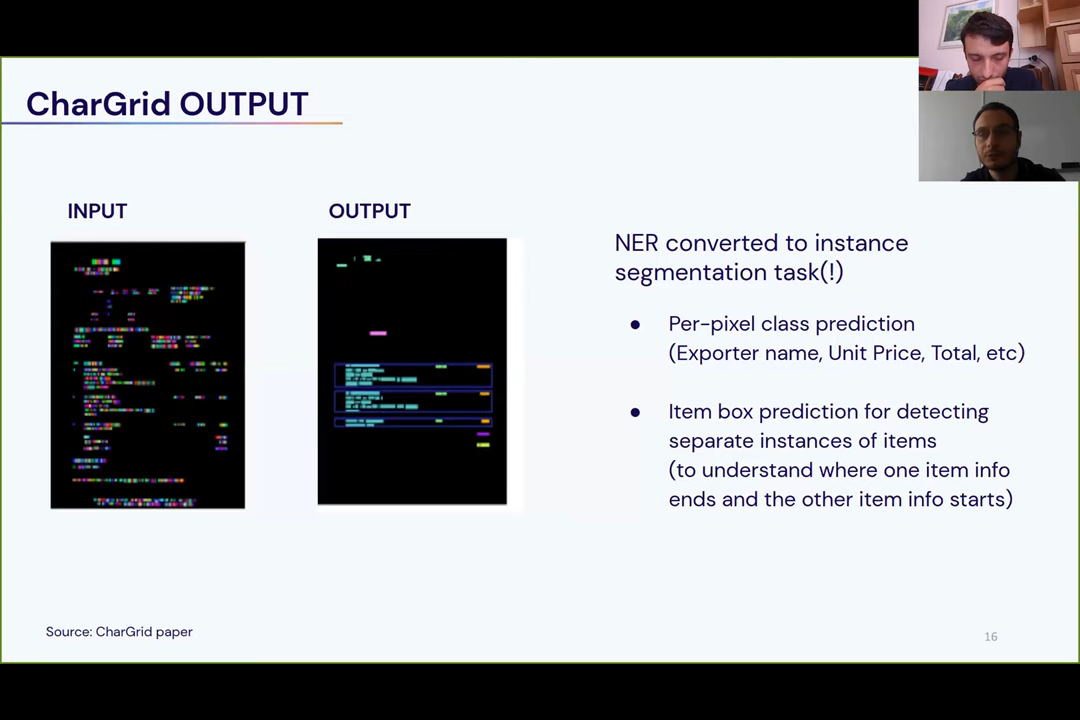 CharGrid OUTPUT
INPUT
OUTPUT
NER converted to instance
segmentation task(!)
● Per-pixel class prediction
(Exporter name, Unit Price, Total, etc)
● Item box prediction for detecting
separate instances of items
(to understand where one item info
ends and the other item info starts)
Source: CharGrid paper
16